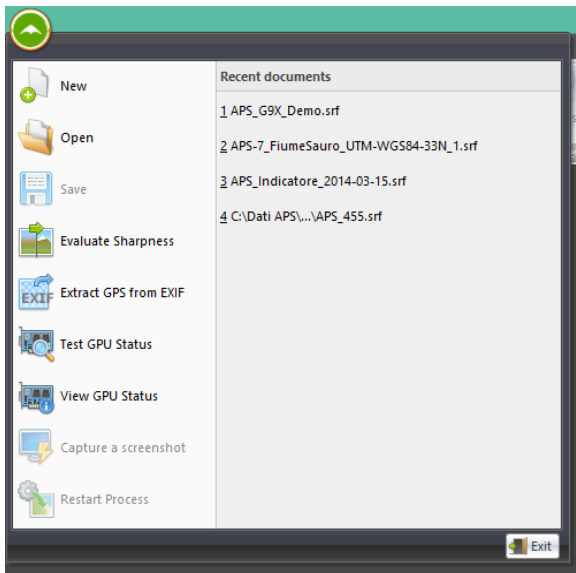 New
Open
Save
Evaluate Sharpness
EXIF
Extract GPS from EXIF
Test GPU Status
View GPU Status
Capture a screenshot
Restart Process
Recent documents
1 APS_G9X_Demo.srf
2 APS-7_FiumeSauro_UTM-WGS84-33N_1.srf
3 APS_Indicatore_2014-03-15.srf
4 C:\Dati APS\...\APS_455.srf
Exit